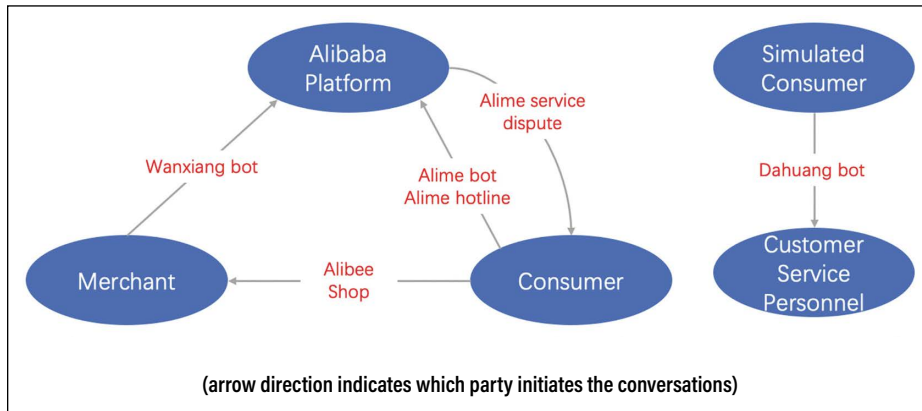 Alibaba
Platform
Simulated
Consumer
Alime service
dispute
Wanxiang bot
Alime bot
Alime hotline
Dahuang bot
Merchant
Alibee
Shop
Consumer
Customer
Service
Personnel
(arrow direction indicates which party initiates the conversations)